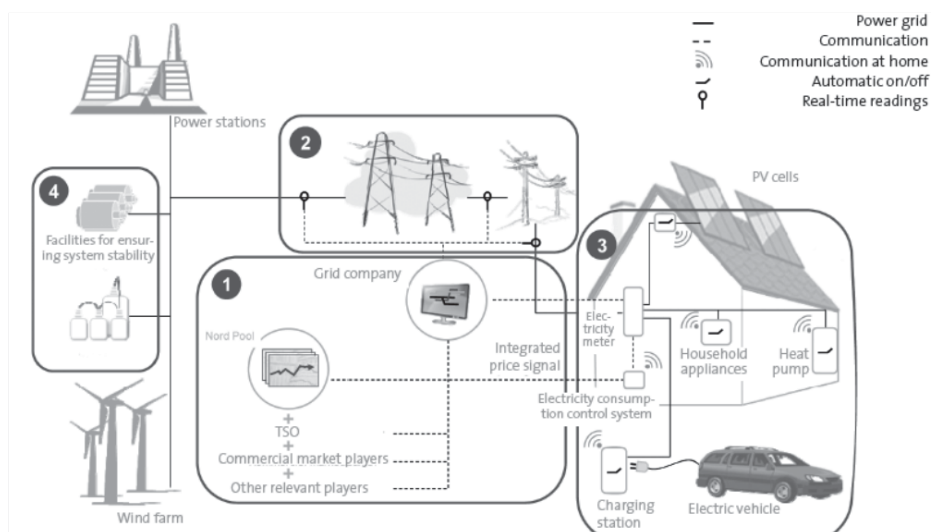 Power grid
Communication
Communication at home
Automatic on/off
Real-time readings
Power stations
2
PV cells
4
Facilities for ensur-
ing system stability
3
1
Grid company
Elec-
tricity
meter
Nord Pool
Integrated
price signal
Household
appliances
Heat
pump
Electricity consump-
tion control system
+
TSO
+
Commercial market players
+
Other relevant players
Charging
station
Electric vehicle
Wind farm